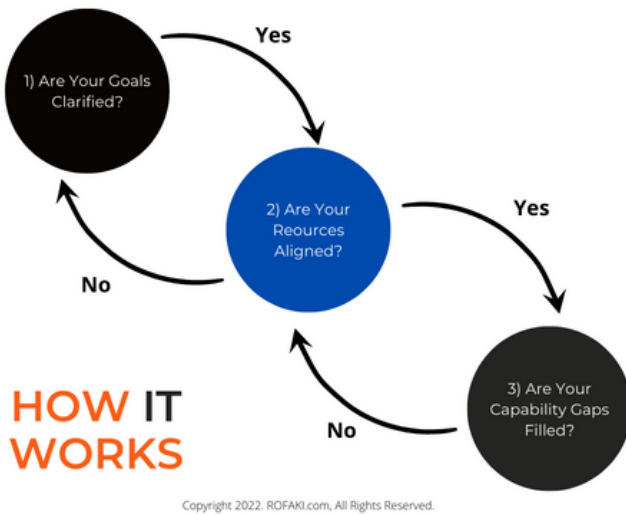 1) Are Your Goals
Clarified?
Yes
2) Are Your
Reources
Aligned?
No
Yes
3) Are Your
Capability Gaps
Filled?
No
HOW IT
WORKS
Copyright 2022. ROFAKI.com, All Rights Reserved.